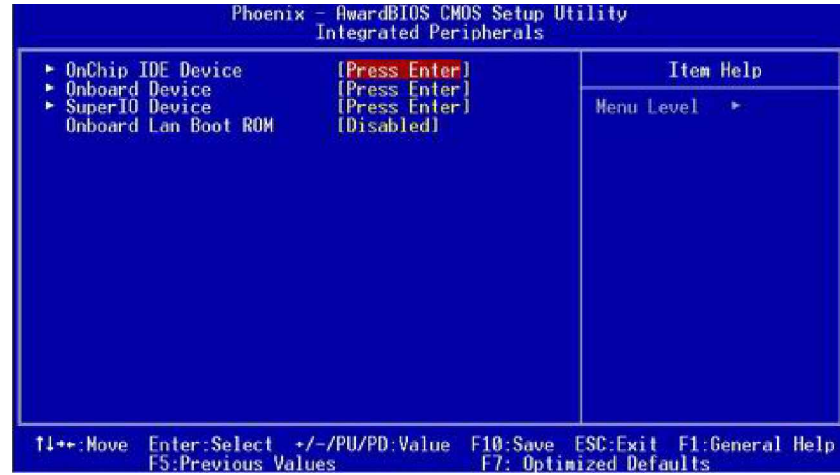 Phoenix - AwardBIOS CMOS Setup Utility
Integrated Peripherals
► OnChip IDE Device [Press Enter]
► Onboard Device [Press Enter]
► SuperIO Device [Press Enter]
Onboard Lan Boot ROM [Disabled]
Item Help
Menu Level ►
↑↓→←:Move Enter:Select +/-/PU/PD:Value F10:Save ESC:Exit F1:General Help
F5:Previous Values F7: Optimized Defaults